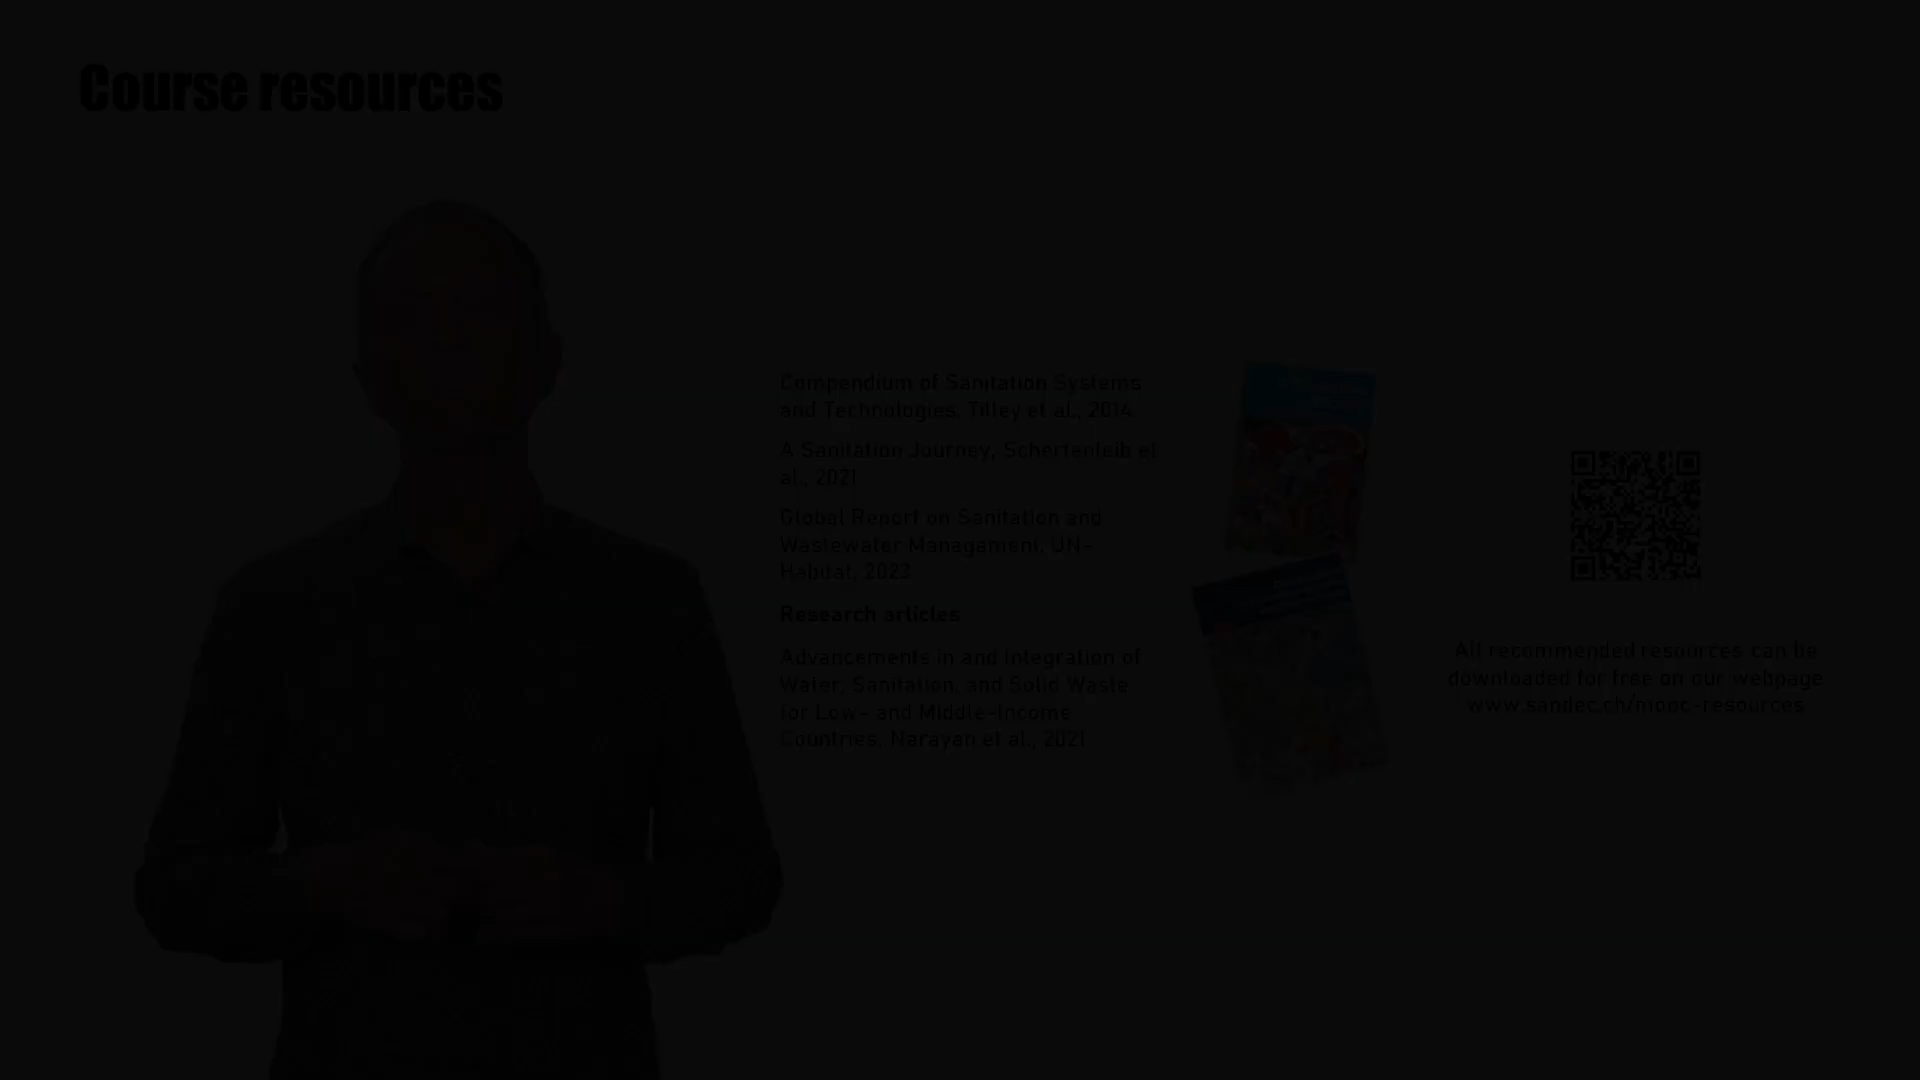 Course resources
Compendium of Sanitation Systems
and Technologies, Tilley et al., 2014
A Sanitation Journey, Schertenleib et
al., 2021
Global Report on Sanitation and
Wastewater Management, UN-
Habitat, 2023
Research articles
Advancements in and Integration of
Water, Sanitation, and Solid Waste
for Low- and Middle-Income
Countries, Narayan et al., 2021
All recommended resources can be
downloaded for free on our webpage
www.sandec.ch/mooc-resources